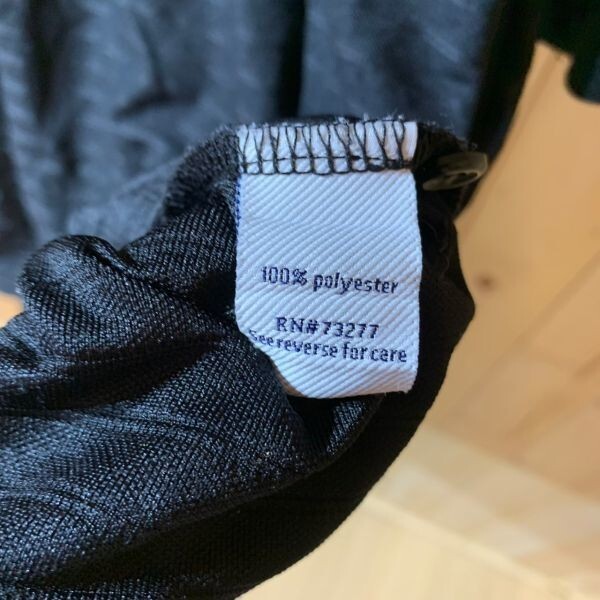 100% polyester
RN#73277
See reverse for care